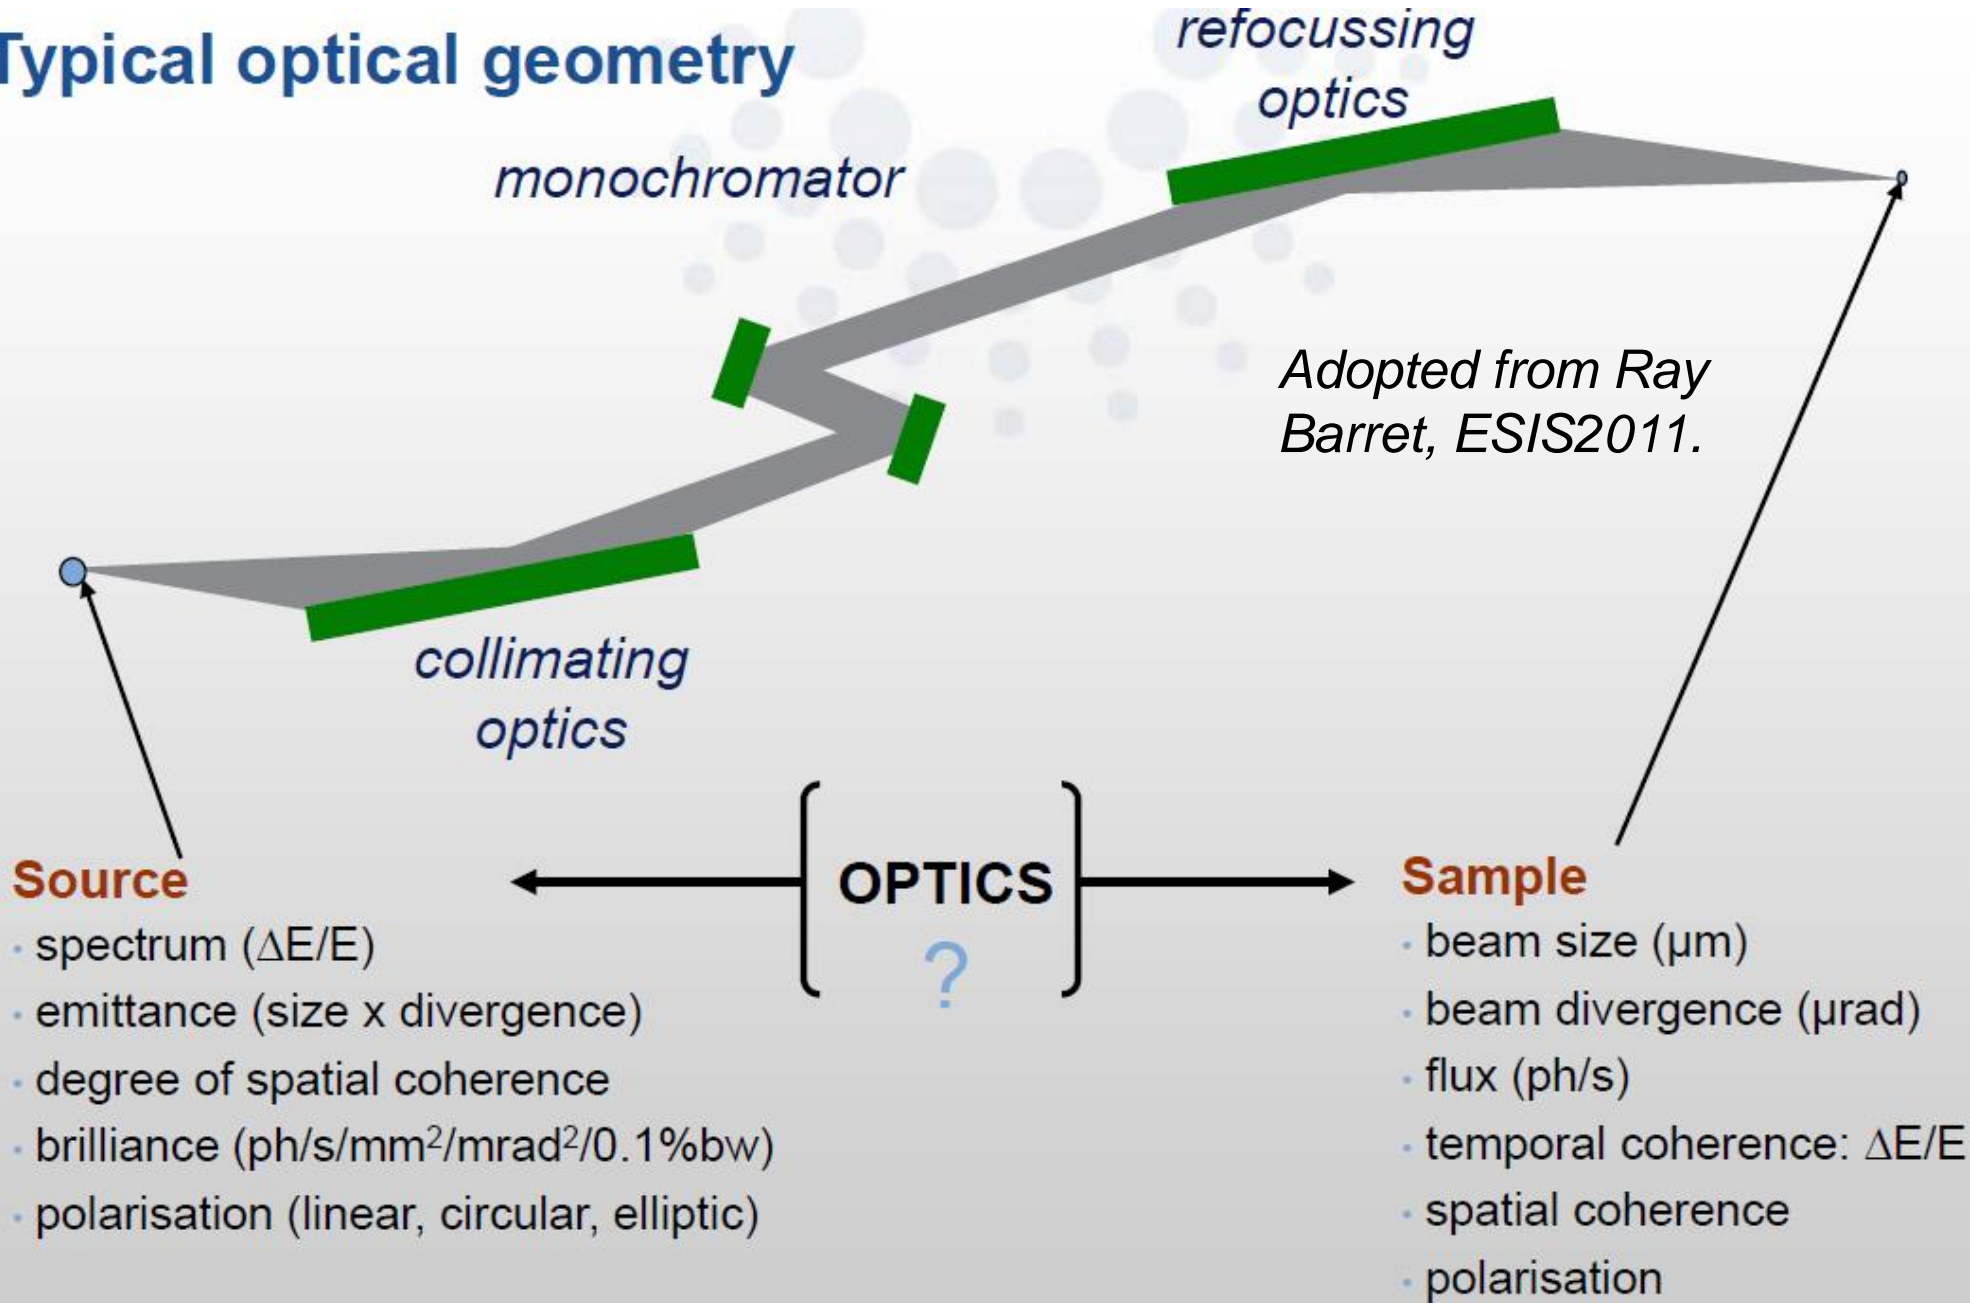 Typical optical geometry
refocussing
optics
monochromator
Adopted from Ray
Barret, ESIS2011.
collimating
optics
OPTICS
?
Source
· spectrum (∆E/E)
· emittance (size x divergence)
· degree of spatial coherence
· brilliance (ph/s/mm²/mrad²/0.1%bw)
· polarisation (linear, circular, elliptic)
Sample
· beam size (µm)
· beam divergence (µrad)
· flux (ph/s)
· temporal coherence: ∆E/E
· spatial coherence
· polarisation